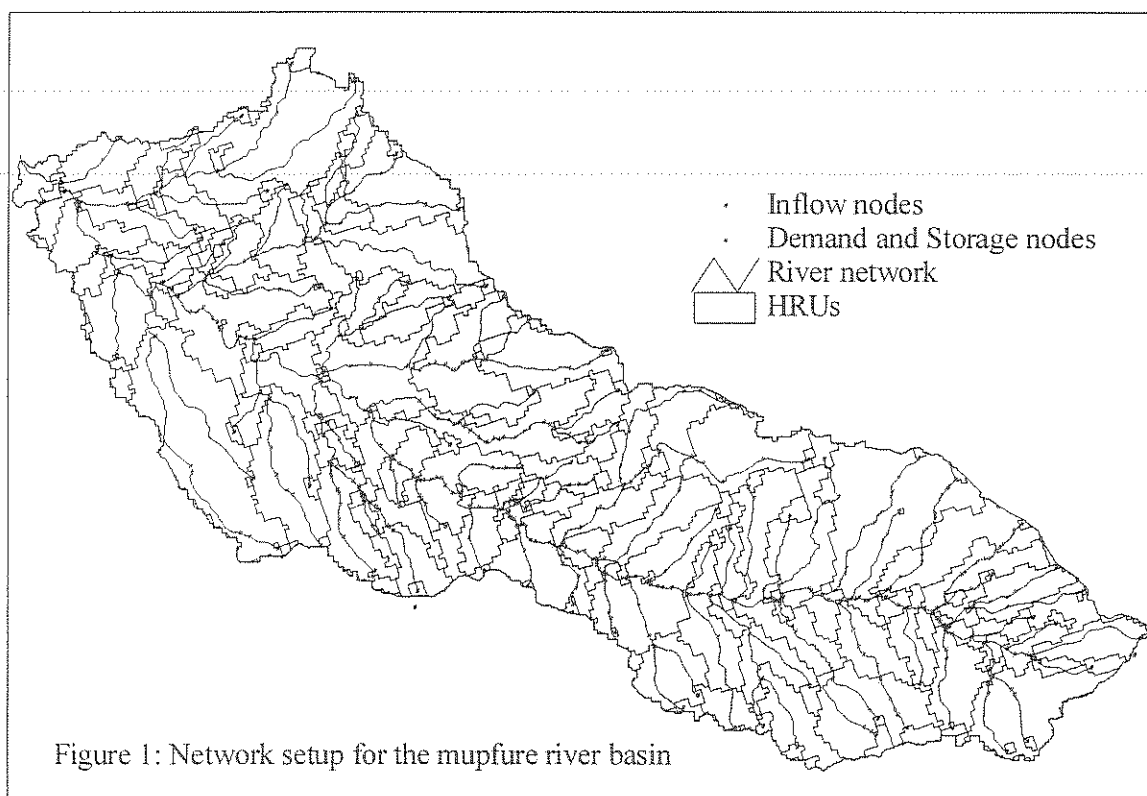 Inflow nodes
Demand and Storage nodes
River network
HRUs
Figure 1: Network setup for the mupfure river basin